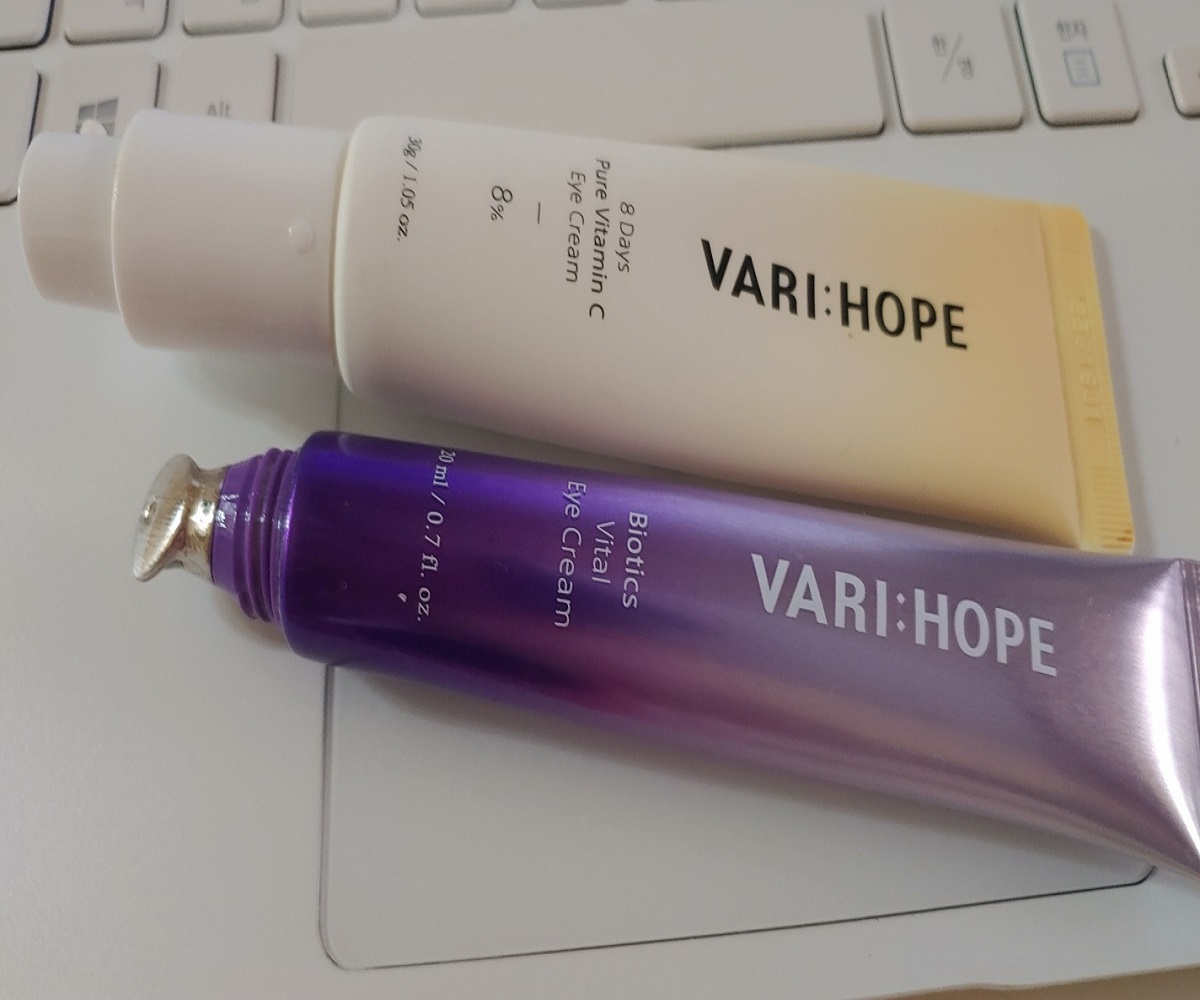 Alt
한/영
한자
VARI:HOPE
8 Days
Pure Vitamin C
Eye Cream
8%
30g / 1.05 oz.
VARI:HOPE
Biotics
Vital
Eye Cream
20 ml / 0.7 fl. oz.